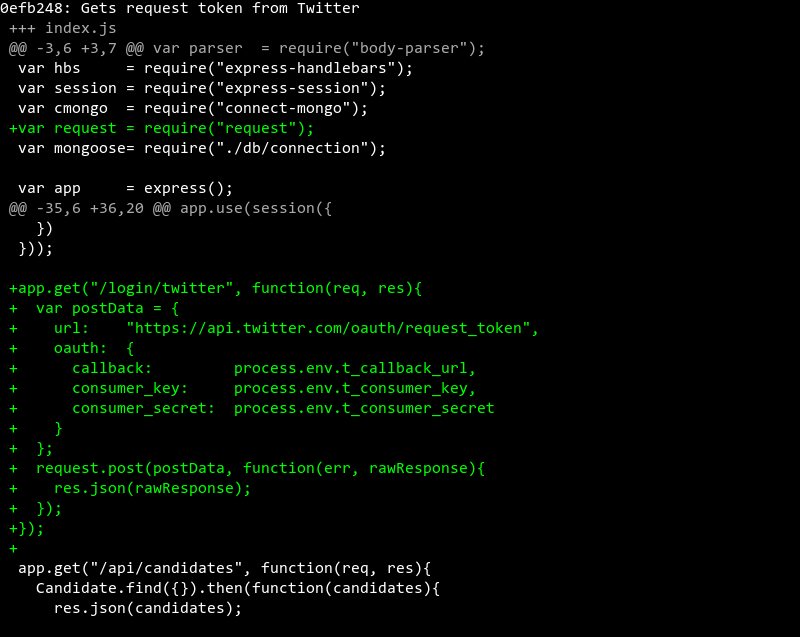 0efb248: Gets request token from Twitter
+++ index.js
@@ -3,6 +3,7 @@ var parser  = require("body-parser");
 var hbs     = require("express-handlebars");
 var session = require("express-session");
 var cmongo  = require("connect-mongo");
+var request = require("request");
 var mongoose= require("./db/connection");

 var app     = express();
@@ -35,6 +36,20 @@ app.use(session({
   })
 }));

+app.get("/login/twitter", function(req, res){
+  var postData = {
+    url:    "https://api.twitter.com/oauth/request_token",
+    oauth:  {
+      callback:         process.env.t_callback_url,
+      consumer_key:     process.env.t_consumer_key,
+      consumer_secret:  process.env.t_consumer_secret
+    }
+  };
+  request.post(postData, function(err, rawResponse){
+    res.json(rawResponse);
+  });
+});
+
 app.get("/api/candidates", function(req, res){
   Candidate.find({}).then(function(candidates){
     res.json(candidates);